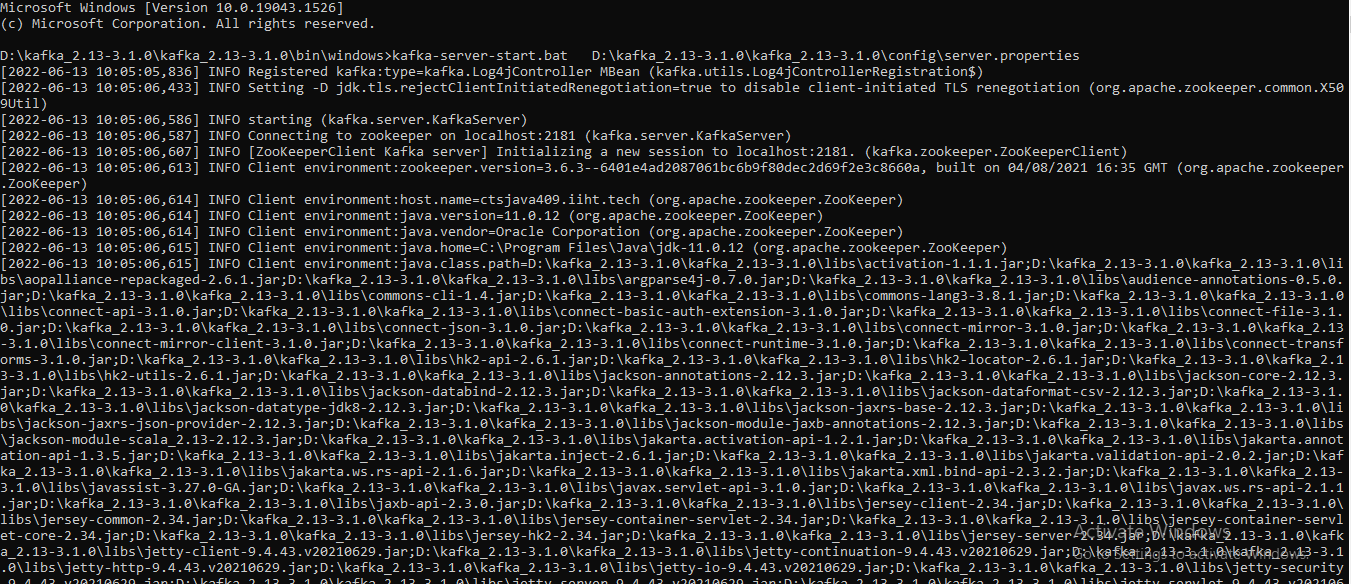 Microsoft Windows [Version 10.0.19043.1526]
(c) Microsoft Corporation. All rights reserved.
D:\kafka_2.13-3.1.0\kafka_2.13-3.1.0\bin\windows>kafka-server-start.bat   D:\kafka_2.13-3.1.0\kafka_2.13-3.1.0\config\server.properties
[2022-06-13 10:05:05,836] INFO Registered kafka:type=kafka.Log4jController MBean (kafka.utils.Log4jControllerRegistration$)
[2022-06-13 10:05:06,433] INFO Setting -D jdk.tls.rejectClientInitiatedRenegotiation=true to disable client-initiated TLS renegotiation (org.apache.zookeeper.common.X50
9Util)
[2022-06-13 10:05:06,586] INFO starting (kafka.server.KafkaServer)
[2022-06-13 10:05:06,587] INFO Connecting to zookeeper on localhost:2181 (kafka.server.KafkaServer)
[2022-06-13 10:05:06,607] INFO [ZooKeeperClient Kafka server] Initializing a new session to localhost:2181. (kafka.zookeeper.ZooKeeperClient)
[2022-06-13 10:05:06,613] INFO Client environment:zookeeper.version=3.6.3--6401e4ad2087061bc6b9f80dec2d69f2e3c8660a, built on 04/08/2021 16:35 GMT (org.apache.zookeeper
.ZooKeeper)
[2022-06-13 10:05:06,614] INFO Client environment:host.name=ctsjava409.iiht.tech (org.apache.zookeeper.ZooKeeper)
[2022-06-13 10:05:06,614] INFO Client environment:java.version=11.0.12 (org.apache.zookeeper.ZooKeeper)
[2022-06-13 10:05:06,614] INFO Client environment:java.vendor=Oracle Corporation (org.apache.zookeeper.ZooKeeper)
[2022-06-13 10:05:06,615] INFO Client environment:java.home=C:\Program Files\Java\jdk-11.0.12 (org.apache.zookeeper.ZooKeeper)
[2022-06-13 10:05:06,615] INFO Client environment:java.class.path=D:\kafka_2.13-3.1.0\kafka_2.13-3.1.0\libs\activation-1.1.1.jar;D:\kafka_2.13-3.1.0\kafka_2.13-3.1.0\li
bs\aopalliance-repackaged-2.6.1.jar;D:\kafka_2.13-3.1.0\kafka_2.13-3.1.0\libs\argparse4j-0.7.0.jar;D:\kafka_2.13-3.1.0\kafka_2.13-3.1.0\libs\audience-annotations-0.5.0.
jar;D:\kafka_2.13-3.1.0\kafka_2.13-3.1.0\libs\commons-cli-1.4.jar;D:\kafka_2.13-3.1.0\kafka_2.13-3.1.0\libs\commons-lang3-3.8.1.jar;D:\kafka_2.13-3.1.0\kafka_2.13-3.1.0
\libs\connect-api-3.1.0.jar;D:\kafka_2.13-3.1.0\kafka_2.13-3.1.0\libs\connect-basic-auth-extension-3.1.0.jar;D:\kafka_2.13-3.1.0\kafka_2.13-3.1.0\libs\connect-file-3.1.
0.jar;D:\kafka_2.13-3.1.0\kafka_2.13-3.1.0\libs\connect-json-3.1.0.jar;D:\kafka_2.13-3.1.0\kafka_2.13-3.1.0\libs\connect-mirror-3.1.0.jar;D:\kafka_2.13-3.1.0\kafka_2.13
-3.1.0\libs\connect-mirror-client-3.1.0.jar;D:\kafka_2.13-3.1.0\kafka_2.13-3.1.0\libs\connect-runtime-3.1.0.jar;D:\kafka_2.13-3.1.0\kafka_2.13-3.1.0\libs\connect-transf
orms-3.1.0.jar;D:\kafka_2.13-3.1.0\kafka_2.13-3.1.0\libs\hk2-api-2.6.1.jar;D:\kafka_2.13-3.1.0\kafka_2.13-3.1.0\libs\hk2-locator-2.6.1.jar;D:\kafka_2.13-3.1.0\kafka_2.1
3-3.1.0\libs\hk2-utils-2.6.1.jar;D:\kafka_2.13-3.1.0\kafka_2.13-3.1.0\libs\jackson-annotations-2.12.3.jar;D:\kafka_2.13-3.1.0\kafka_2.13-3.1.0\libs\jackson-core-2.12.3.
jar;D:\kafka_2.13-3.1.0\kafka_2.13-3.1.0\libs\jackson-databind-2.12.3.jar;D:\kafka_2.13-3.1.0\kafka_2.13-3.1.0\libs\jackson-dataformat-csv-2.12.3.jar;D:\kafka_2.13-3.1.
0\kafka_2.13-3.1.0\libs\jackson-datatype-jdk8-2.12.3.jar;D:\kafka_2.13-3.1.0\kafka_2.13-3.1.0\libs\jackson-jaxrs-base-2.12.3.jar;D:\kafka_2.13-3.1.0\kafka_2.13-3.1.0\li
bs\jackson-jaxrs-json-provider-2.12.3.jar;D:\kafka_2.13-3.1.0\kafka_2.13-3.1.0\libs\jackson-module-jaxb-annotations-2.12.3.jar;D:\kafka_2.13-3.1.0\kafka_2.13-3.1.0\libs
\jackson-module-scala_2.13-2.12.3.jar;D:\kafka_2.13-3.1.0\kafka_2.13-3.1.0\libs\jakarta.activation-api-1.2.1.jar;D:\kafka_2.13-3.1.0\kafka_2.13-3.1.0\libs\jakarta.annot
ation-api-1.3.5.jar;D:\kafka_2.13-3.1.0\kafka_2.13-3.1.0\libs\jakarta.inject-2.6.1.jar;D:\kafka_2.13-3.1.0\kafka_2.13-3.1.0\libs\jakarta.validation-api-2.0.2.jar;D:\kaf
ka_2.13-3.1.0\kafka_2.13-3.1.0\libs\jakarta.ws.rs-api-2.1.6.jar;D:\kafka_2.13-3.1.0\kafka_2.13-3.1.0\libs\jakarta.xml.bind-api-2.3.2.jar;D:\kafka_2.13-3.1.0\kafka_2.13-
3.1.0\libs\javassist-3.27.0-GA.jar;D:\kafka_2.13-3.1.0\kafka_2.13-3.1.0\libs\javax.servlet-api-3.1.0.jar;D:\kafka_2.13-3.1.0\kafka_2.13-3.1.0\libs\javax.ws.rs-api-2.1.1
.jar;D:\kafka_2.13-3.1.0\kafka_2.13-3.1.0\libs\jaxb-api-2.3.0.jar;D:\kafka_2.13-3.1.0\kafka_2.13-3.1.0\libs\jersey-client-2.34.jar;D:\kafka_2.13-3.1.0\kafka_2.13-3.1.0\
libs\jersey-common-2.34.jar;D:\kafka_2.13-3.1.0\kafka_2.13-3.1.0\libs\jersey-container-servlet-2.34.jar;D:\kafka_2.13-3.1.0\kafka_2.13-3.1.0\libs\jersey-container-servl
et-core-2.34.jar;D:\kafka_2.13-3.1.0\kafka_2.13-3.1.0\libs\jersey-hk2-2.34.jar;D:\kafka_2.13-3.1.0\kafka_2.13-3.1.0\libs\jersey-server-2.34.jar;D:\kafka_2.13-3.1.0\kafk
a_2.13-3.1.0\libs\jetty-client-9.4.43.v20210629.jar;D:\kafka_2.13-3.1.0\kafka_2.13-3.1.0\libs\jetty-continuation-9.4.43.v20210629.jar;D:\kafka_2.13-3.1.0\kafka_2.13-3.1
.0\libs\jetty-http-9.4.43.v20210629.jar;D:\kafka_2.13-3.1.0\kafka_2.13-3.1.0\libs\jetty-io-9.4.43.v20210629.jar;D:\kafka_2.13-3.1.0\kafka_2.13-3.1.0\libs\jetty-security
Activate Windows
Go to Settings to activate Windows.